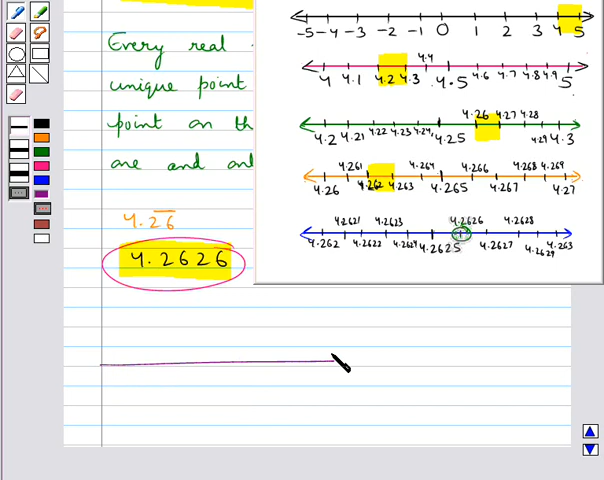 Every real
unique point
point on th
are and onl
4.2̅6̅
4.2626
-5 -4 -3 -2 -1 0 1 2 3 4 5
4 4.1 4.2 4.3 4.4 4.5 4.6 4.7 4.8 4.9 5
4.2 4.21 4.22 4.23 4.24 4.25 4.26 4.27 4.28 4.29 4.3
4.26 4.261 4.262 4.263 4.264 4.265 4.266 4.267 4.268 4.269 4.27
4.262 4.2621 4.2622 4.2623 4.2624 4.2625 4.2626 4.2627 4.2628 4.2629 4.263